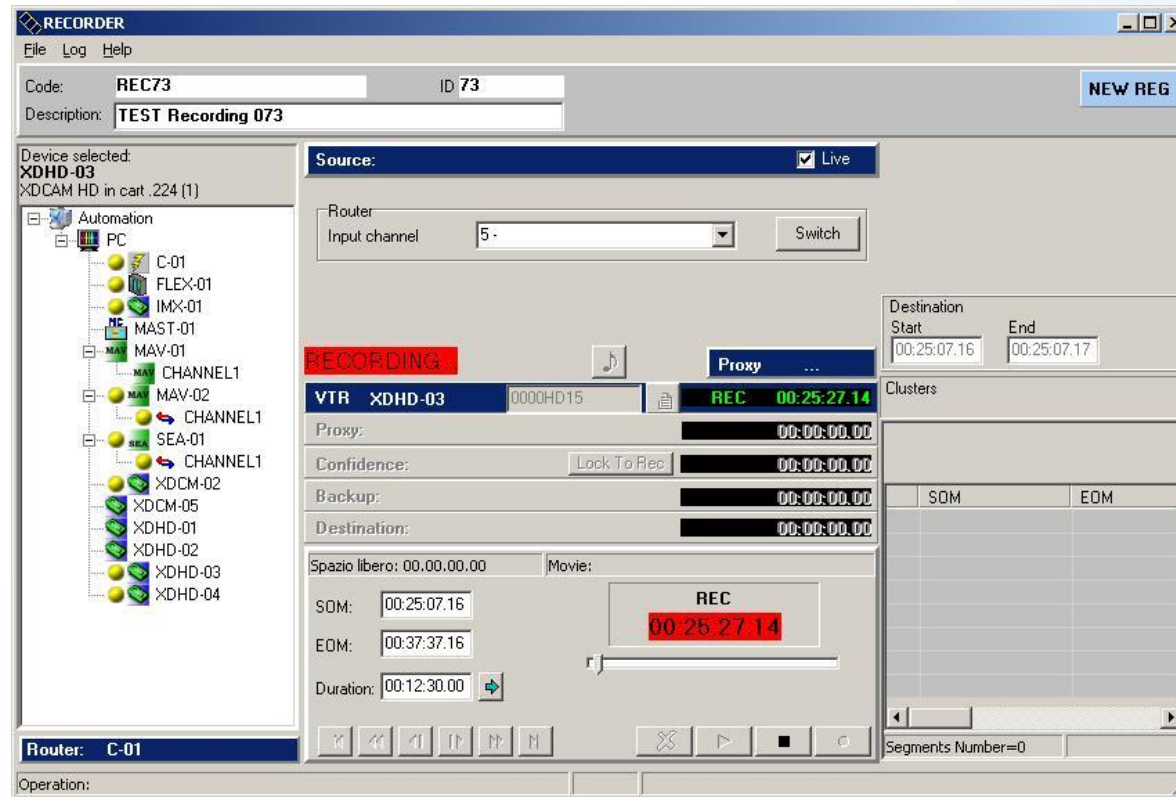 RECORDER
File Log Help
Code: REC73 ID 73
NEW REG
Description: TEST Recording 073
Device selected:
XDHD-03
XDCAM HD in cart .224 (1)
Automation
PC
C-01
FLEX-01
IMX-01
MAST-01
MAV MAV-01
MAV CHANNEL1
MAV MAV-02
CHANNEL1
SEA SEA-01
CHANNEL1
XDCM-02
XDCM-05
XDHD-01
XDHD-02
XDHD-03
XDHD-04
Router: C-01
Source: Live
Router
Input channel 5 - Switch
RECORDING...
Proxy ...
VTR XDHD-03 0000HD15 REC 00:25:27.14
Proxy: 00:00:00.00
Confidence: Lock To Rec 00:00:00.00
Backup: 00:00:00.00
Destination: 00:00:00.00
Spazio libero: 00.00.00.00 Movie:
SOM: 00:25:07.16
EOM: 00:37:37.16
Duration: 00:12:30.00
REC
00:25:27.14
Destination
Start End
00:25:07.16 00:25:07.17
Clusters
SOM EOM
Segments Number=0
Operation: